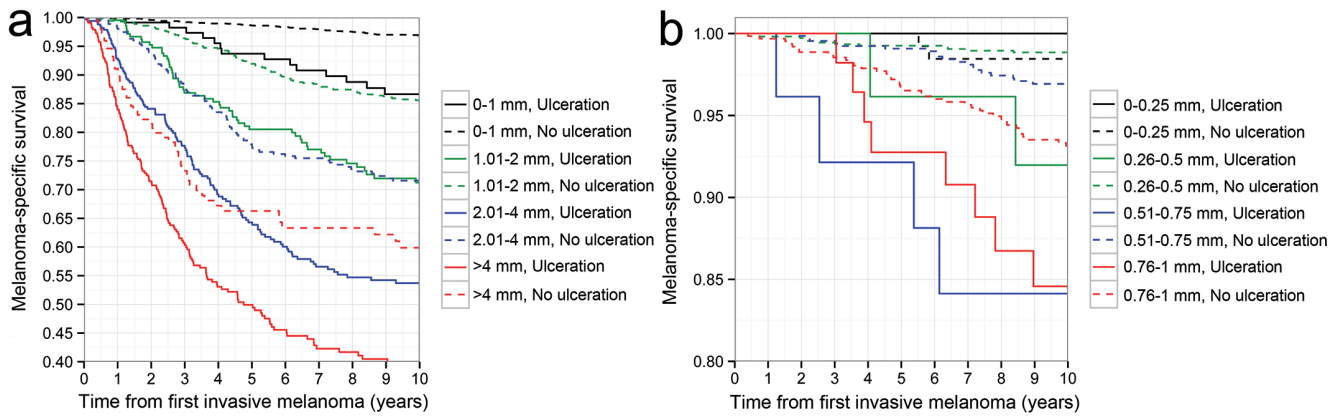 a
Melanoma-specific survival
1.00
0.95
0.90
0.85
0.80
0.75
0.70
0.65
0.60
0.55
0.50
0.45
0.40
0 1 2 3 4 5 6 7 8 9 10
Time from first invasive melanoma (years)
0-1 mm, Ulceration
0-1 mm, No ulceration
1.01-2 mm, Ulceration
1.01-2 mm, No ulceration
2.01-4 mm, Ulceration
2.01-4 mm, No ulceration
>4 mm, Ulceration
>4 mm, No ulceration
b
Melanoma-specific survival
1.00
0.95
0.90
0.85
0.80
0 1 2 3 4 5 6 7 8 9 10
Time from first invasive melanoma (years)
0-0.25 mm, Ulceration
0-0.25 mm, No ulceration
0.26-0.5 mm, Ulceration
0.26-0.5 mm, No ulceration
0.51-0.75 mm, Ulceration
0.51-0.75 mm, No ulceration
0.76-1 mm, Ulceration
0.76-1 mm, No ulceration